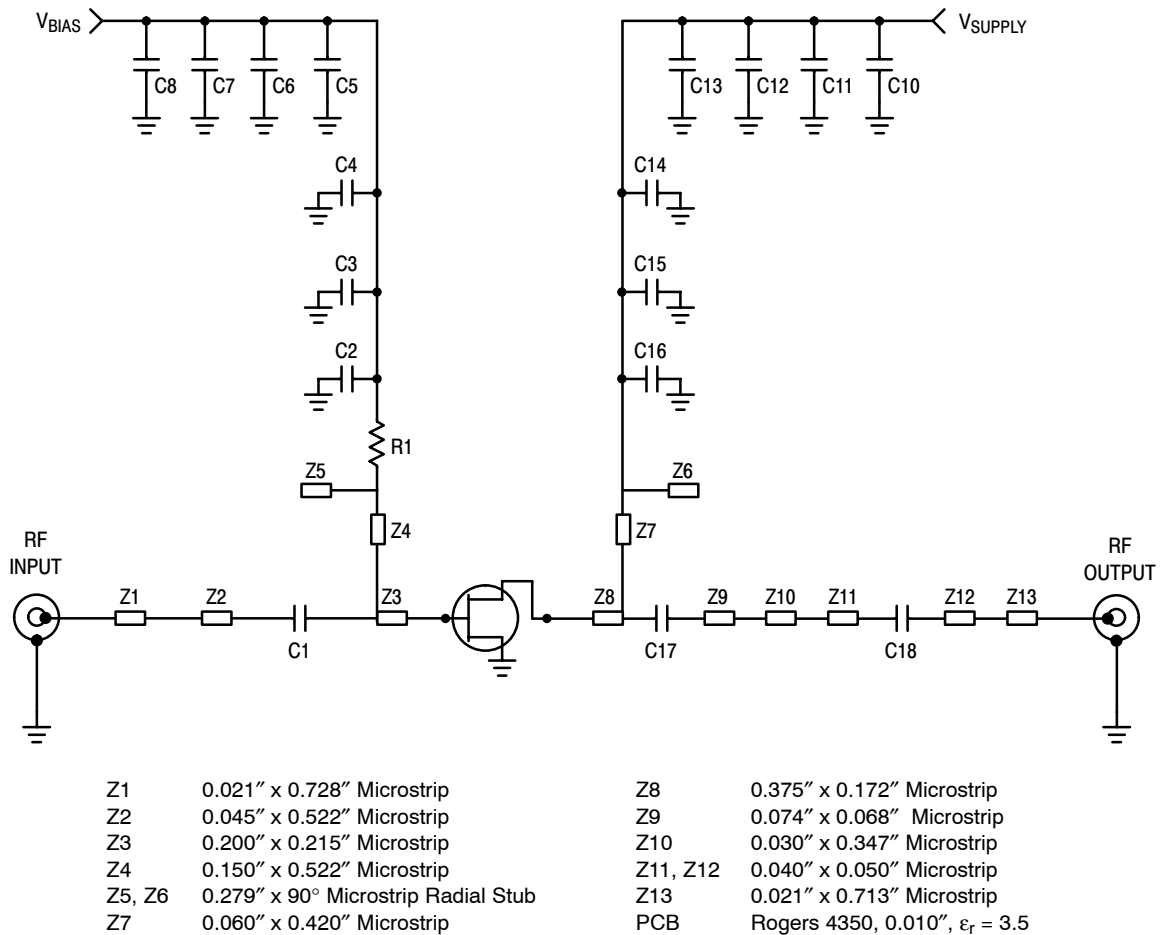 VBIAS
VSUPPLY
C8
C7
C6
C5
C13
C12
C11
C10
C4
C14
C3
C15
C2
C16
R1
Z5
Z6
Z4
Z7
RF
INPUT
RF
OUTPUT
Z1
Z2
Z3
Z8
Z9
Z10
Z11
Z12
Z13
C1
C17
C18
Z1 0.021″ x 0.728″ Microstrip
Z2 0.045″ x 0.522″ Microstrip
Z3 0.200″ x 0.215″ Microstrip
Z4 0.150″ x 0.522″ Microstrip
Z5, Z6 0.279″ x 90° Microstrip Radial Stub
Z7 0.060″ x 0.420″ Microstrip
Z8 0.375″ x 0.172″ Microstrip
Z9 0.074″ x 0.068″ Microstrip
Z10 0.030″ x 0.347″ Microstrip
Z11, Z12 0.040″ x 0.050″ Microstrip
Z13 0.021″ x 0.713″ Microstrip
PCB Rogers 4350, 0.010″, εr = 3.5